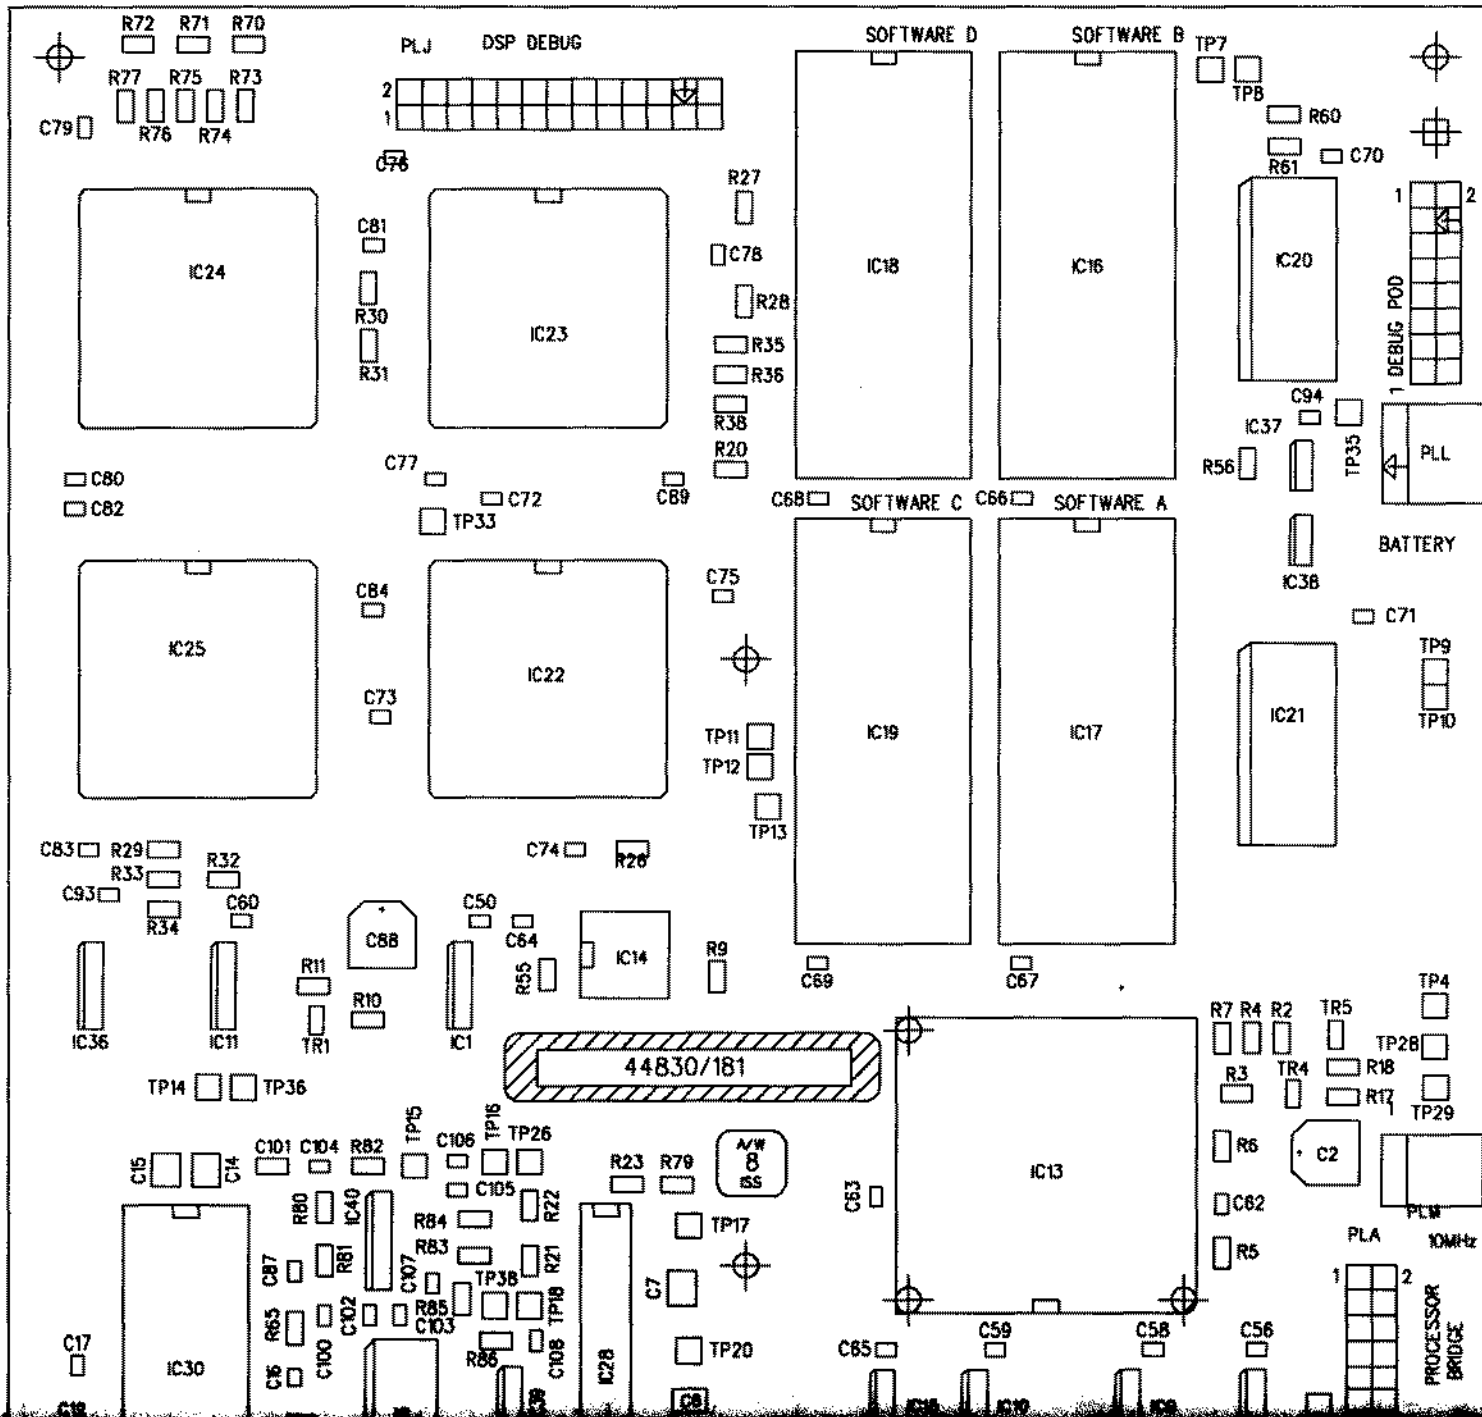 R72 R71 R70
PLJ DSP DEBUG
SOFTWARE D
SOFTWARE B
TP7
TP8
R77 R75 R73
R76 R74
C79
2
1
C76
R60
R61
C70
1 2
R27
C81
C78
IC24
IC23
IC18
IC16
IC20
R30
R28
R31
R35
R36
R38
R20
1 DEBUG POD
C94
IC37
TP35
R56
PLL
C80
C82
C77
C72
TP33
C89
C68
SOFTWARE C
C66
SOFTWARE A
BATTERY
IC38
C84
C75
C71
IC25
IC22
C73
TP9
TP10
IC21
TP11
TP12
TP13
IC19
IC17
C83
R29
R33
R32
C93
R34
C60
C74
R26
C88
C50
C64
R55
IC14
R9
C69
C67
R11
R10
TR1
IC36
IC11
IC1
44830/181
TP4
R7 R4 R2 TR5
TP28
R18
R3
TR4
R17
1
TP29
TP14
TP36
C15
C14
C101 C104 R82
TP15
C106
C105
TP16
TP26
A/W
8
ISS
R23 R79
IC13
R6
C2
C63
C62
PLM
10MHz
R80
IC40
R84
R83
R22
TP17
R5
PLA
R81
C87
C107
TP38
R21
C7
1 2
R65
C100
C102
R85
C103
TP18
R86
C108
TP20
PROCESSOR
BRIDGE
C17
IC30
C16
IC28
C65
C59
C58
C56
IC39
C8
IC10
IC9